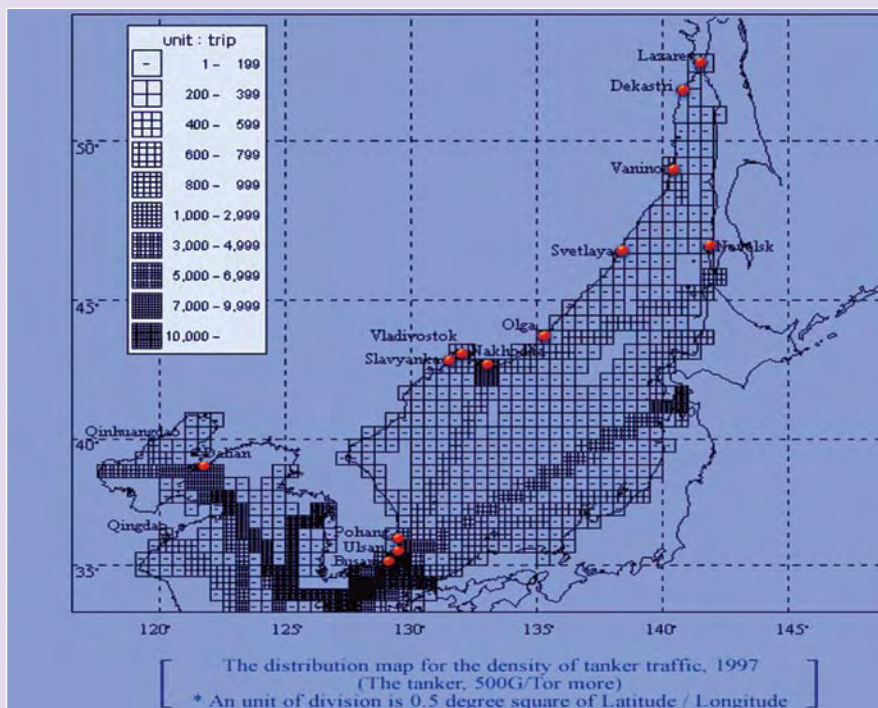 unit : trip
- 1 - 199
200 - 399
400 - 599
600 - 799
800 - 999
1,000 - 2,999
3,000 - 4,999
5,000 - 6,999
7,000 - 9,999
10,000 -
Lazare
Dekastri
50°
Vanino
Svetlaya
45°
Olga
Vladivostok
Slavyanka
Qinhuangdao
40°
Qingdao
Pohang
Ulsan
Busan
35°
120° 125° 130° 135° 140° 145°
The distribution map for the density of tanker traffic, 1997
(The tanker, 500G/Tor more)
* An unit of division is 0.5 degree square of Latitude / Longitude